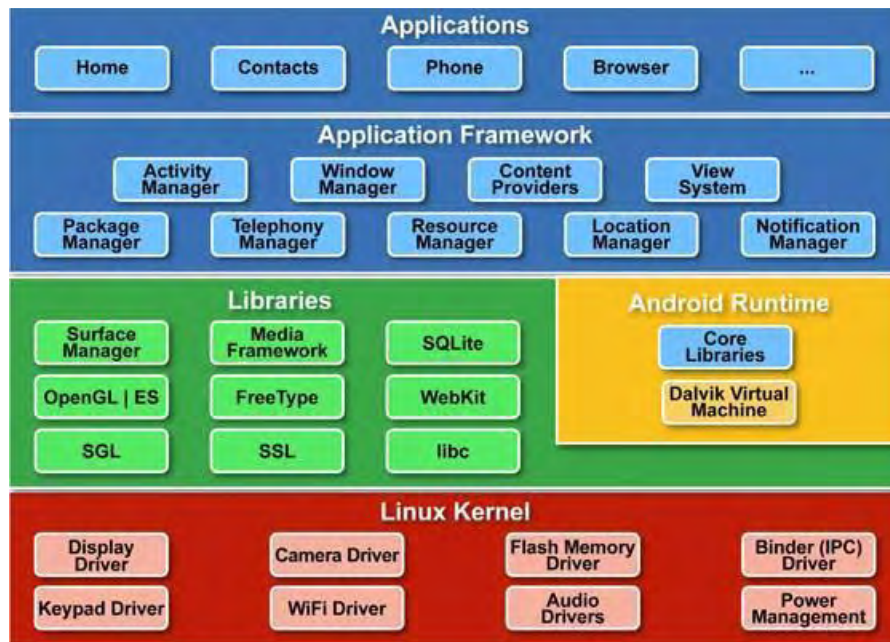 Applications
Home
Contacts
Phone
Browser
...
Application Framework
Activity
Manager
Window
Manager
Content
Providers
View
System
Package
Manager
Telephony
Manager
Resource
Manager
Location
Manager
Notification
Manager
Libraries
Surface
Manager
Media
Framework
SQLite
OpenGL | ES
FreeType
WebKit
SGL
SSL
libc
Android Runtime
Core
Libraries
Dalvik Virtual
Machine
Linux Kernel
Display
Driver
Camera Driver
Flash Memory
Driver
Binder (IPC)
Driver
Keypad Driver
WiFi Driver
Audio
Drivers
Power
Management